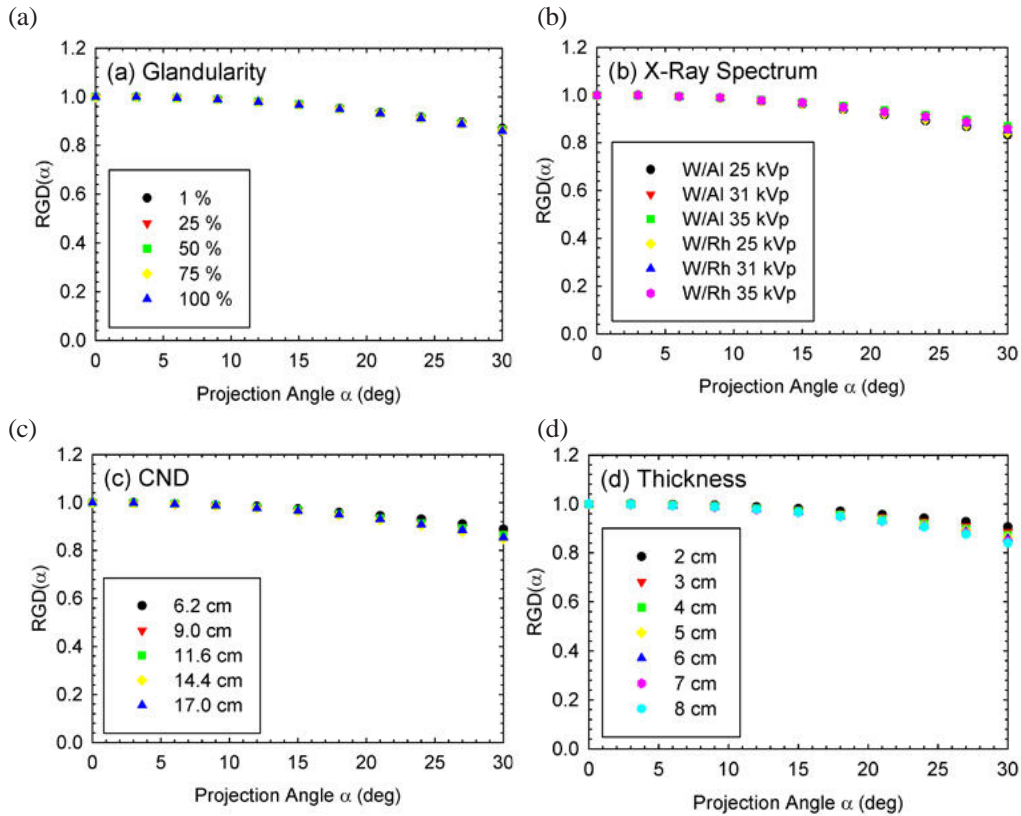 (a)
(a) Glandularity
1.2
1.0
0.8
0.6
0.4
0.2
0.0
RGD(α)
1 %
25 %
50 %
75 %
100 %
0 5 10 15 20 25 30
Projection Angle α (deg)
(b)
(b) X-Ray Spectrum
1.2
1.0
0.8
0.6
0.4
0.2
0.0
RGD(α)
W/Al 25 kVp
W/Al 31 kVp
W/Al 35 kVp
W/Rh 25 kVp
W/Rh 31 kVp
W/Rh 35 kVp
0 5 10 15 20 25 30
Projection Angle α (deg)
(c)
(c) CND
1.2
1.0
0.8
0.6
0.4
0.2
0.0
RGD(α)
6.2 cm
9.0 cm
11.6 cm
14.4 cm
17.0 cm
0 5 10 15 20 25 30
Projection Angle α (deg)
(d)
(d) Thickness
1.2
1.0
0.8
0.6
0.4
0.2
0.0
RGD(α)
2 cm
3 cm
4 cm
5 cm
6 cm
7 cm
8 cm
0 5 10 15 20 25 30
Projection Angle α (deg)